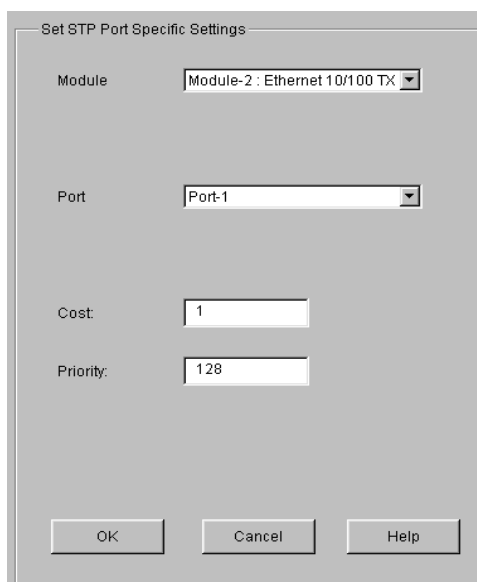 Set STP Port Specific Settings
Module Module-2 : Ethernet 10/100 TX
Port Port-1
Cost: 1
Priority: 128
OK Cancel Help